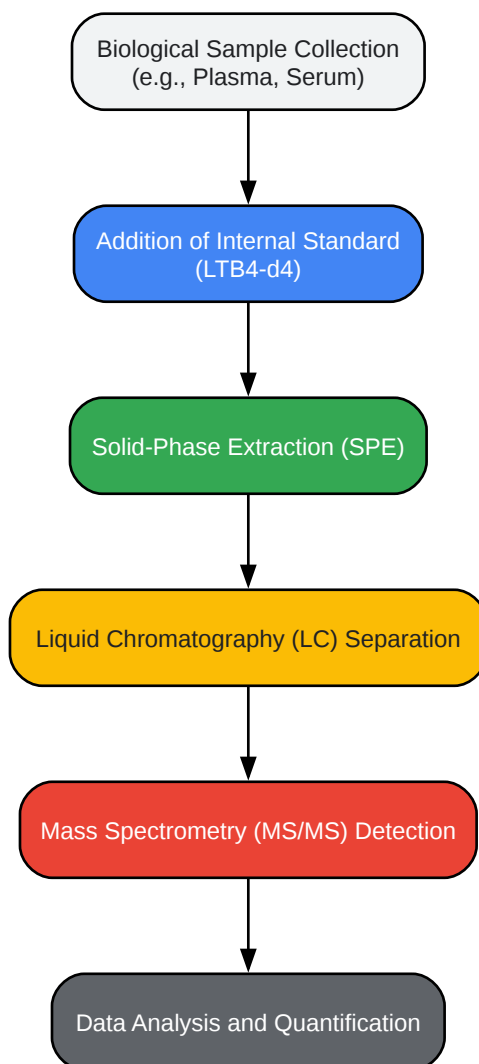 Biological Sample Collection
(e.g., Plasma, Serum)
Addition of Internal Standard
(LTB4-d4)
Solid-Phase Extraction (SPE)
Liquid Chromatography (LC) Separation
Mass Spectrometry (MS/MS) Detection
Data Analysis and Quantification